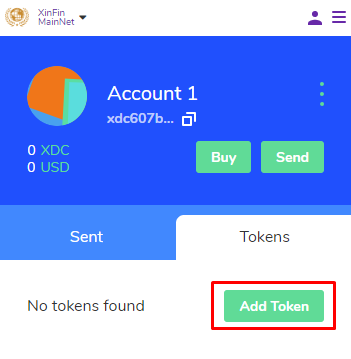 XinFin
MainNet
Account 1
xdc607b...
0 XDC
0 USD
Buy
Send
Sent
Tokens
No tokens found
Add Token